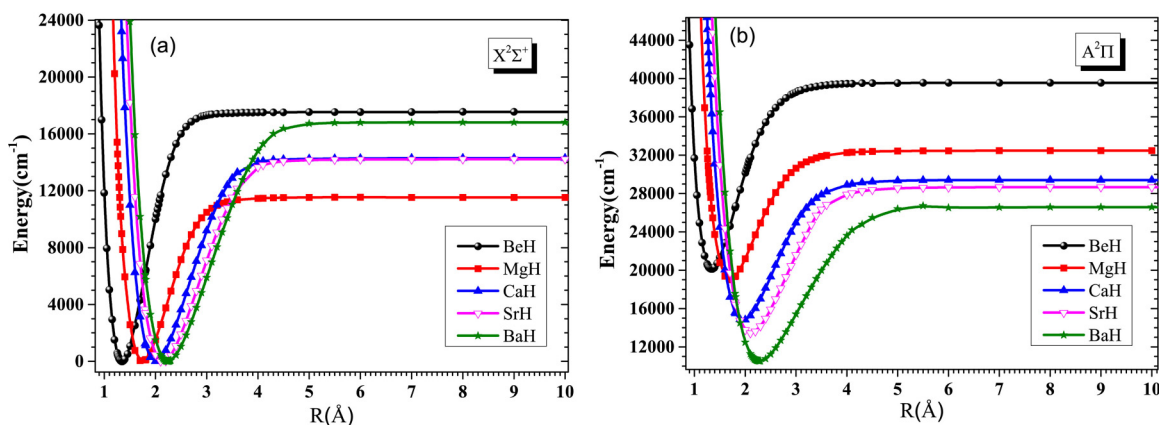 (a)
X²Σ⁺
Energy(cm⁻¹)
24000
20000
16000
12000
8000
4000
0
BeH
MgH
CaH
SrH
BaH
1 2 3 4 5 6 7 8 9 10
R(Å)
(b)
A²Π
Energy(cm⁻¹)
44000
40000
36000
32000
28000
24000
20000
16000
12000
BeH
MgH
CaH
SrH
BaH
1 2 3 4 5 6 7 8 9 10
R(Å)